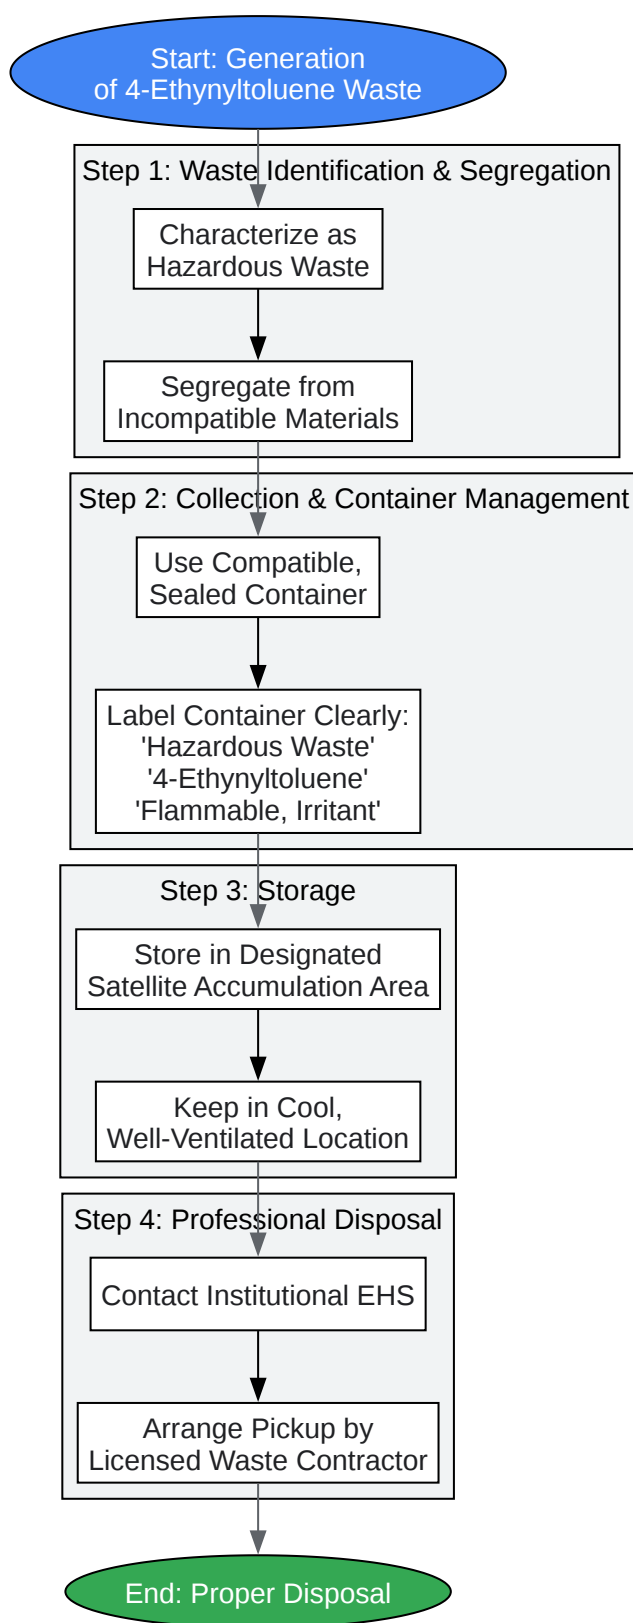 Start: Generation
of 4-Ethynyltoluene Waste
Step 1: Waste Identification & Segregation
Characterize as
Hazardous Waste
Segregate from
Incompatible Materials
Step 2: Collection & Container Management
Use Compatible,
Sealed Container
Label Container Clearly:
'Hazardous Waste'
'4-Ethynyltoluene'
'Flammable, Irritant'
Step 3: Storage
Store in Designated
Satellite Accumulation Area
Keep in Cool,
Well-Ventilated Location
Step 4: Professional Disposal
Contact Institutional EHS
Arrange Pickup by
Licensed Waste Contractor
End: Proper Disposal